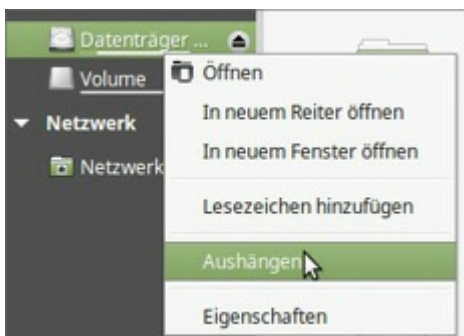 Datenträger ...
Volume
Netzwerk
Netzwerk
Öffnen
In neuem Reiter öffnen
In neuem Fenster öffnen
Lesezeichen hinzufügen
Aushängen
Eigenschaften